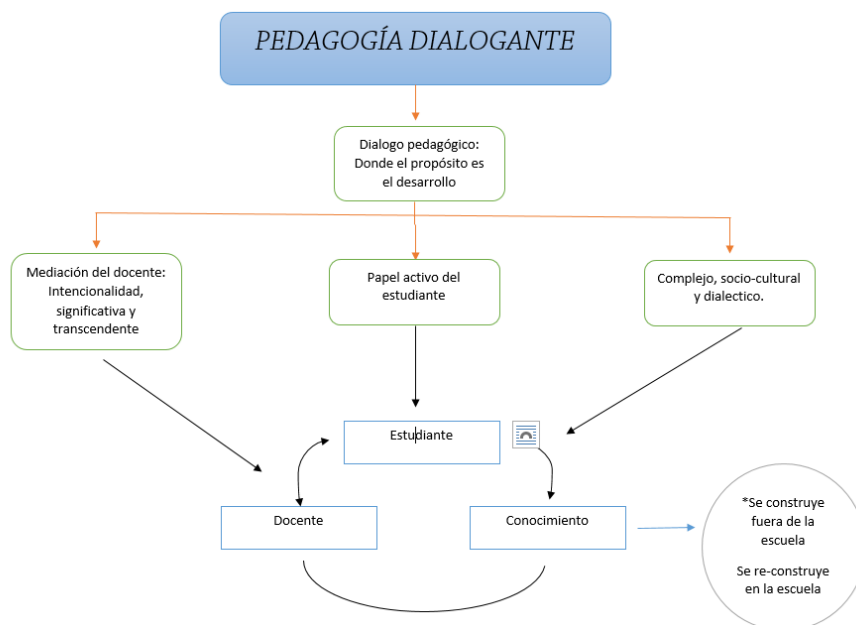 PEDAGOGÍA DIALOGANTE
Dialogo pedagógico:
Donde el propósito es
el desarrollo
Mediación del docente:
Intencionalidad,
significativa y
transcendente
Papel activo del
estudiante
Complejo, socio-cultural
y dialectico.
Estudiante
Docente
Conocimiento
*Se construye
fuera de la
escuela
Se re-construye
en la escuela